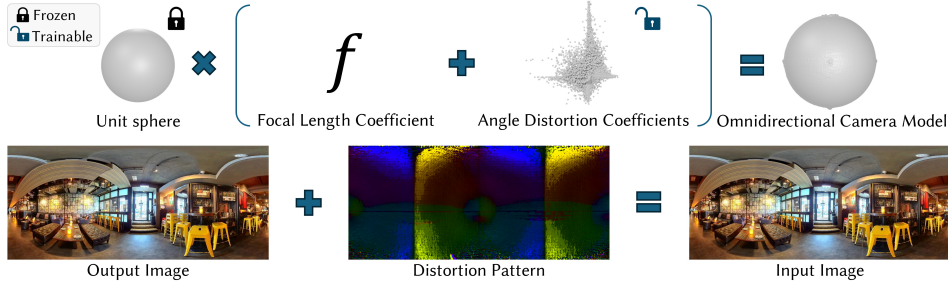 Frozen
Trainable
f
Unit sphere
Focal Length Coefficient
Angle Distortion Coefficients
Omnidirectional Camera Model
Output Image
Distortion Pattern
Input Image